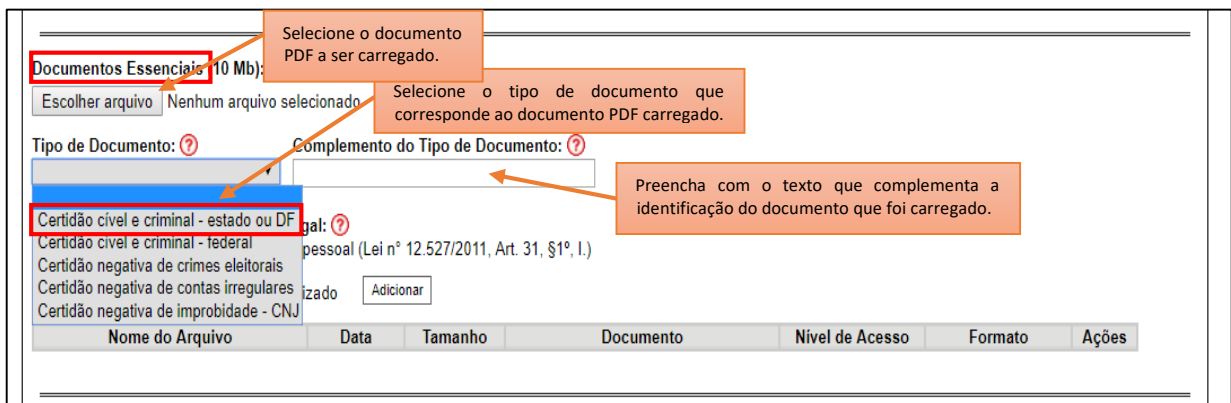 Selecione o documento
PDF a ser carregado.
Documentos Essenciais (10 Mb):
Escolher arquivo Nenhum arquivo selecionado
Selecione o tipo de documento que
corresponde ao documento PDF carregado.
Tipo de Documento: ?
Complemento do Tipo de Documento: ?
Preencha com o texto que complementa a
identificação do documento que foi carregado.
Certidão cível e criminal - estado ou DF
Certidão cível e criminal - federal
Certidão negativa de crimes eleitorais
Certidão negativa de contas irregulares
Certidão negativa de improbidade - CNJ
gal: ?
pessoal (Lei n° 12.527/2011, Art. 31, §1º, I.)
izado Adicionar
Nome do Arquivo Data Tamanho Documento Nível de Acesso Formato Ações